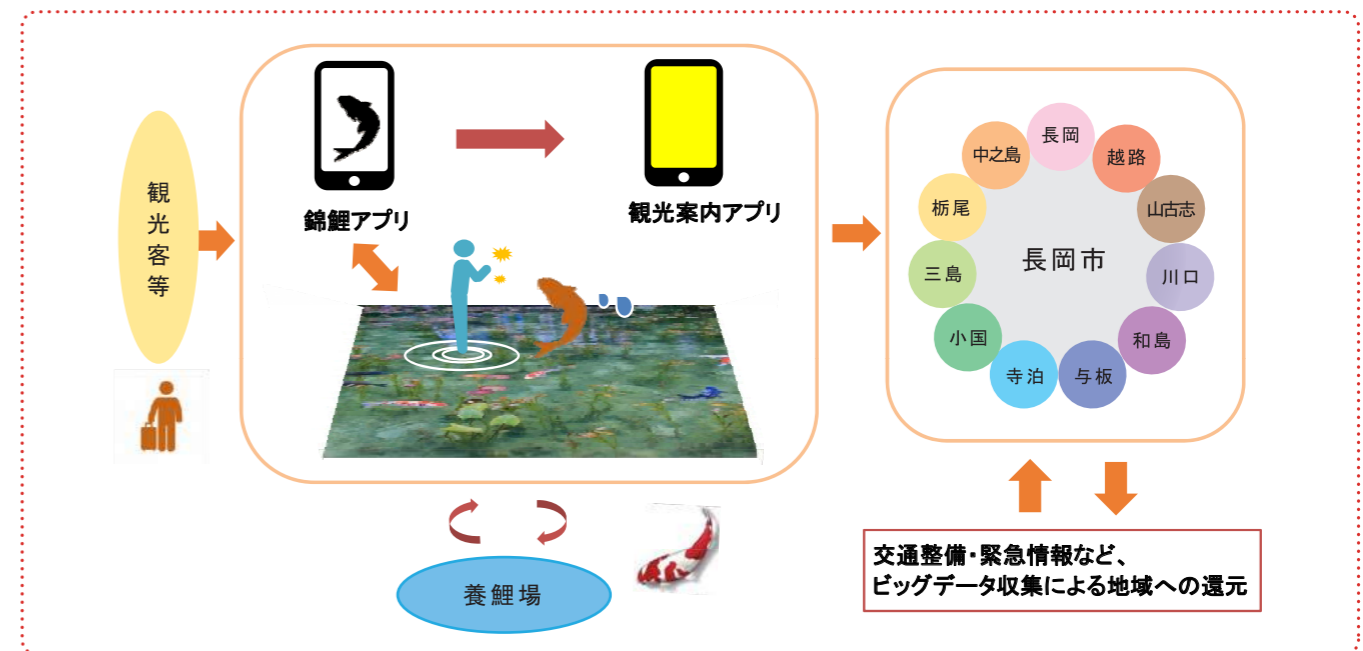 観光客等
錦鯉アプリ
観光案内アプリ
養鯉場
長岡
越路
山古志
川口
和島
与板
寺泊
小国
三島
栃尾
中之島
長岡市
交通整備・緊急情報など、
ビッグデータ収集による地域への還元